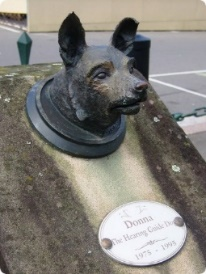 Donna
The Hearing Guide Dog
1975 - 1995